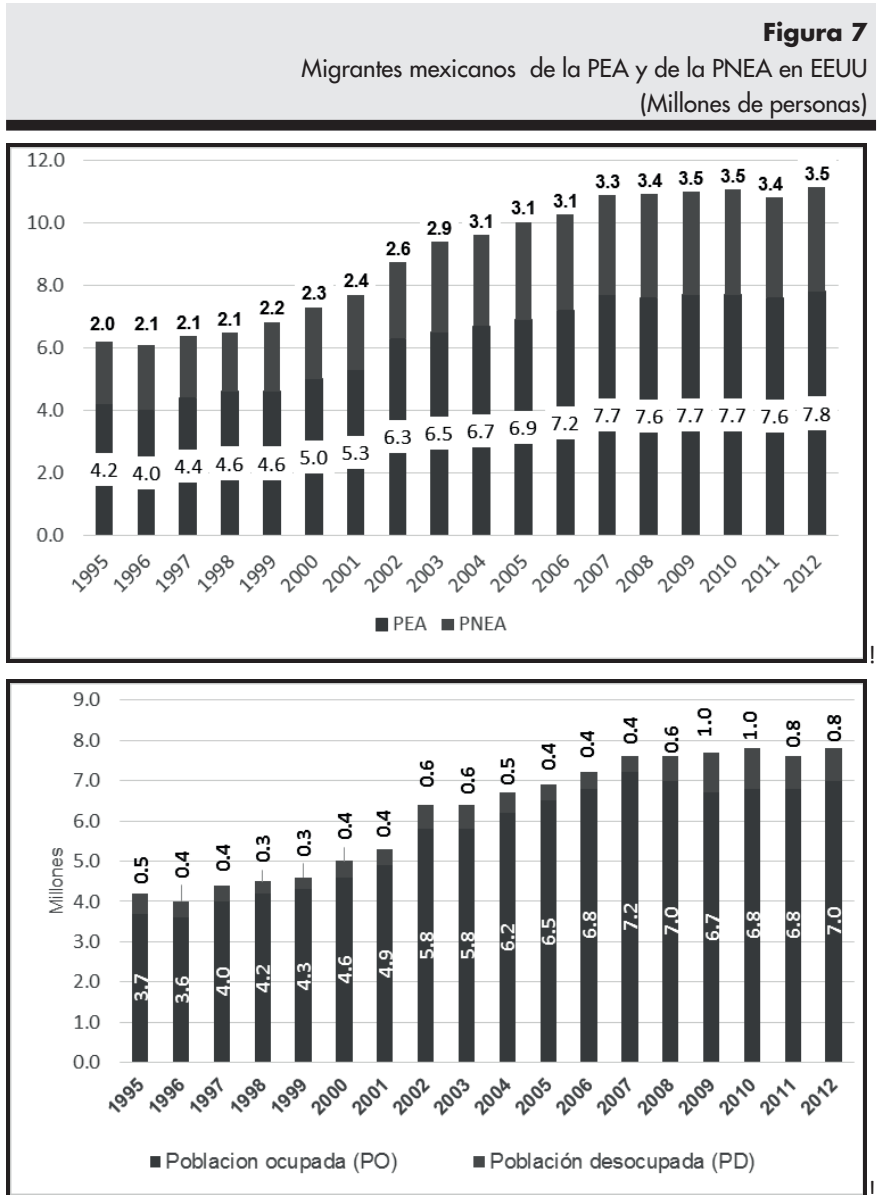 Figura 7
Migrantes mexicanos de la PEA y de la PNEA en EEUU
(Millones de personas)
12.0
10.0
8.0
6.0
4.0
2.0
0.0
2.0 2.1 2.1 2.1 2.2 2.3 2.4 2.6 2.9 3.1 3.1 3.1 3.3 3.4 3.5 3.5 3.4 3.5
4.2 4.0 4.4 4.6 4.6 5.0 5.3 6.3 6.5 6.7 6.9 7.2 7.7 7.6 7.7 7.7 7.6 7.8
1995 1996 1997 1998 1999 2000 2001 2002 2003 2004 2005 2006 2007 2008 2009 2010 2011 2012
PEA PNEA
!
Millones
9.0
8.0
7.0
6.0
5.0
4.0
3.0
2.0
1.0
0.0
0.5 0.4 0.4 0.3 0.3 0.4 0.4 0.6 0.6 0.5 0.4 0.4 0.4 0.6 1.0 1.0 0.8 0.8
3.7 3.6 4.0 4.2 4.3 4.6 4.9 5.8 5.8 6.2 6.5 6.8 7.2 7.0 6.7 6.8 6.8 7.0
1995 1996 1997 1998 1999 2000 2001 2002 2003 2004 2005 2006 2007 2008 2009 2010 2011 2012
Poblacion ocupada (PO) Población desocupada (PD)
!